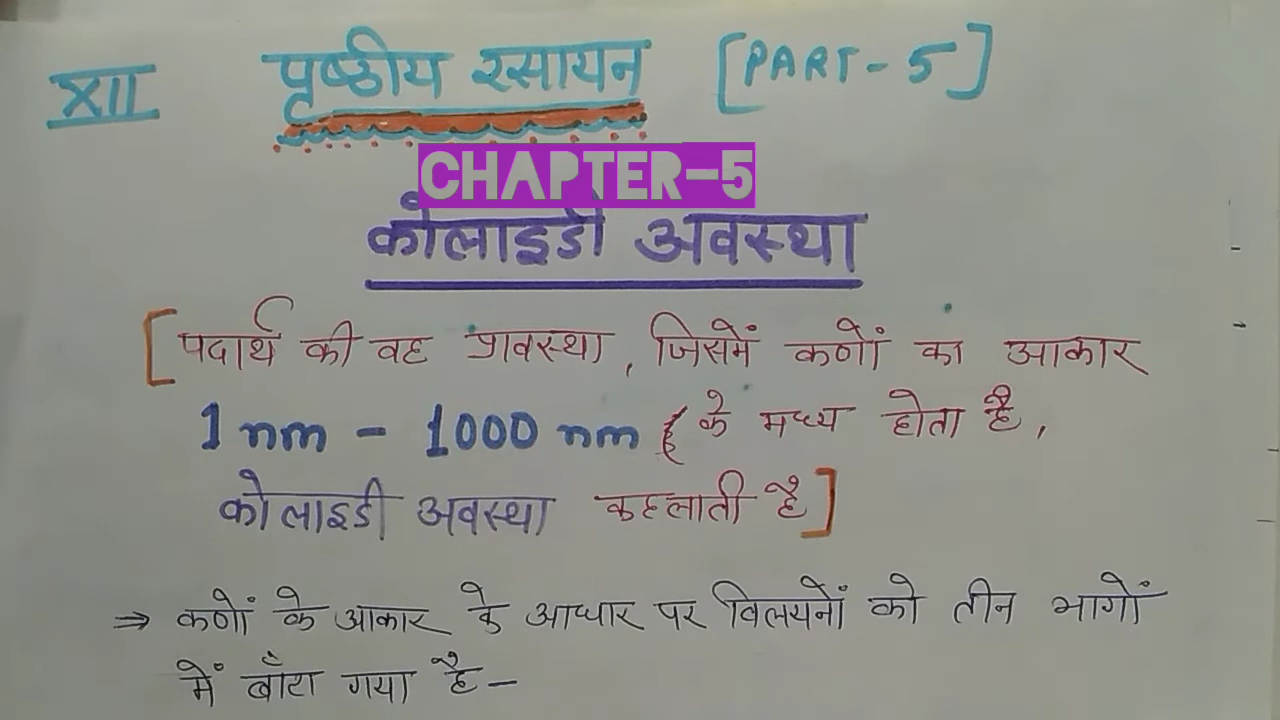 XII पृष्ठीय रसायन [PART-5]
CHAPTER-5
कोलाइडी अवस्था
[पदार्थ की वह प्रावस्था, जिसमें कणों का आकार
1 nm - 1000 nm के मध्य होता है,
कोलाइडी अवस्था कहलाती है]
⇒ कणों के आकार के आधार पर विलयनों को तीन भागों
में बाँटा गया है-